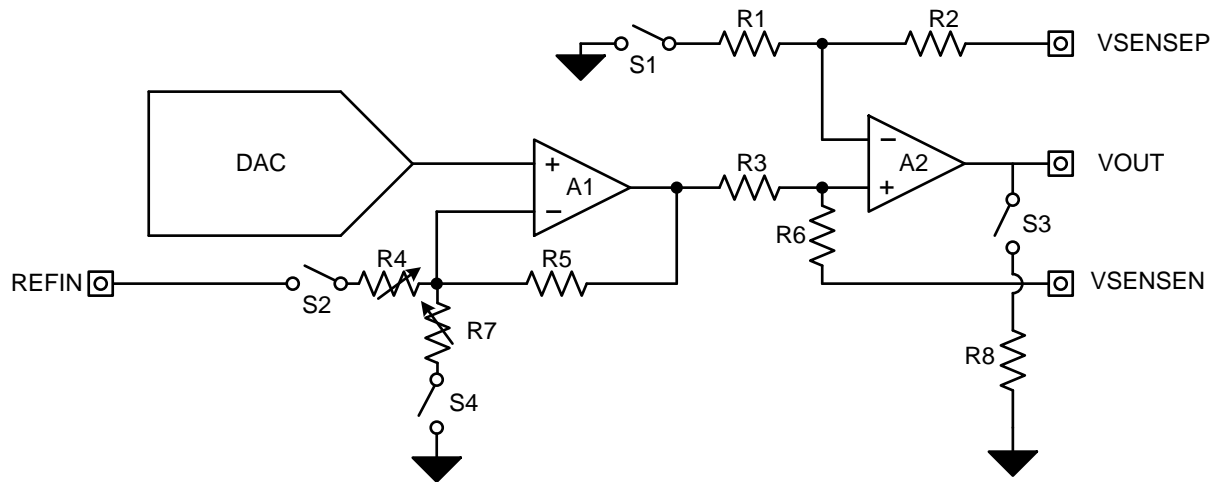 R1
R2
VSENSEP
S1
DAC
+
−
A1
R3
−
+
A2
VOUT
S3
R6
REFIN
S2
R4
R5
VSENSEN
R7
R8
S4